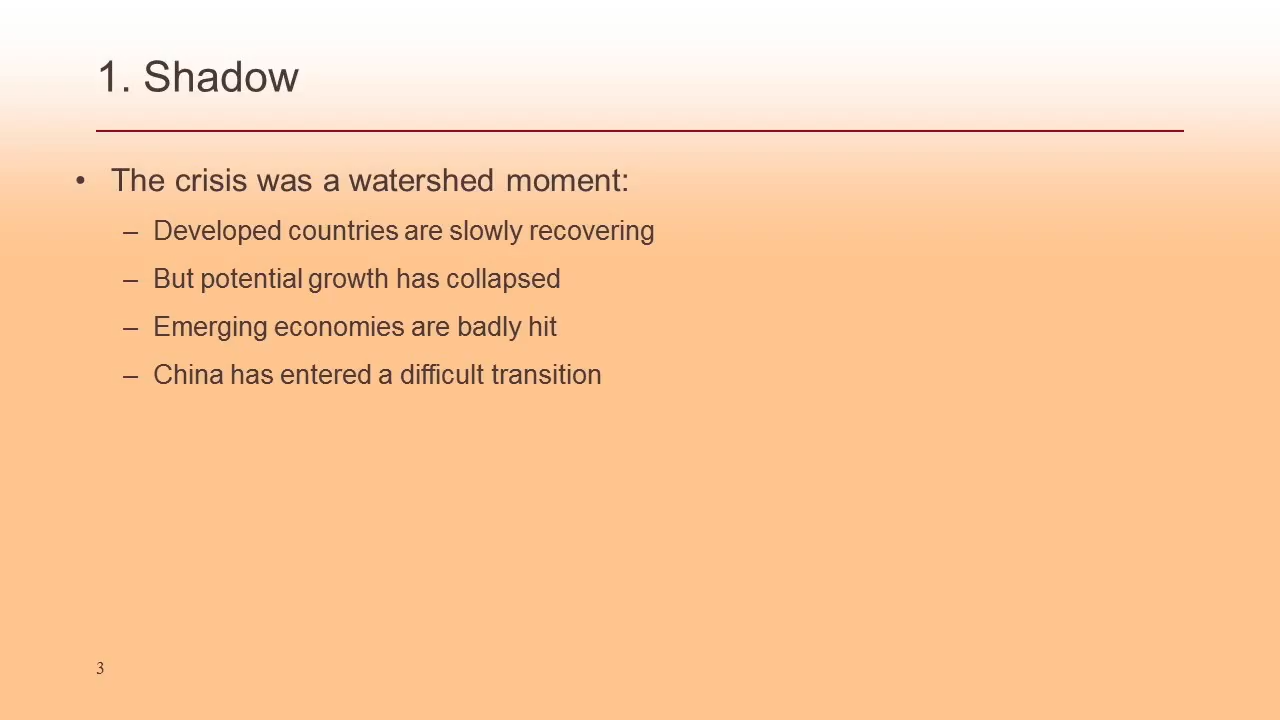 1. Shadow
• The crisis was a watershed moment:
– Developed countries are slowly recovering
– But potential growth has collapsed
– Emerging economies are badly hit
– China has entered a difficult transition
3